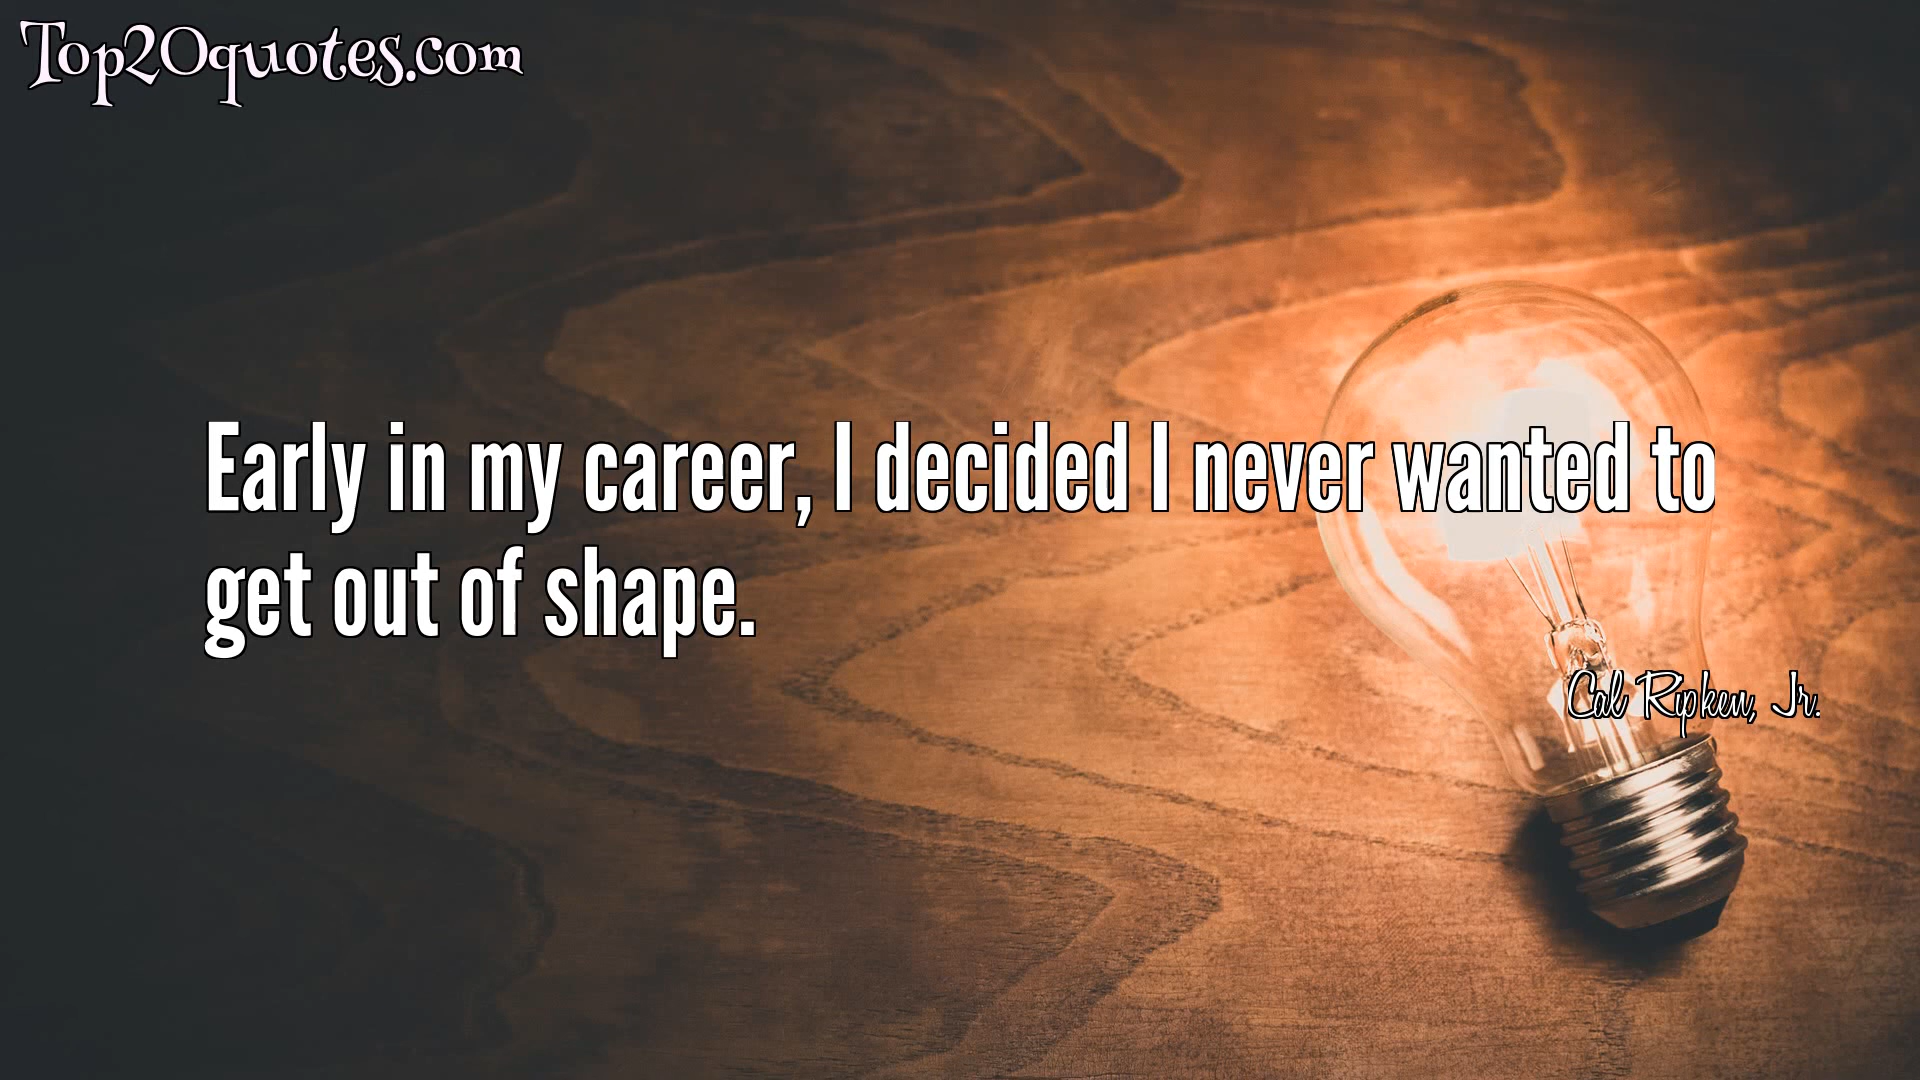 Top20quotes.com
Early in my career, I decided I never wanted to
get out of shape.
Cal Ripken, Jr.